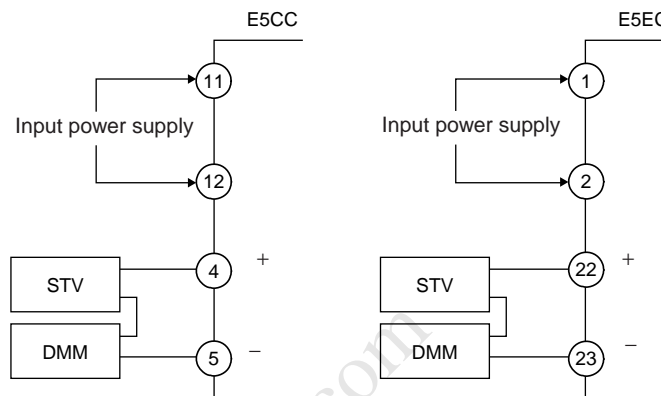 E5CC
11
Input power supply
12
STV
4
+
DMM
5
−
E5EC
1
Input power supply
2
STV
22
+
DMM
23
−
com